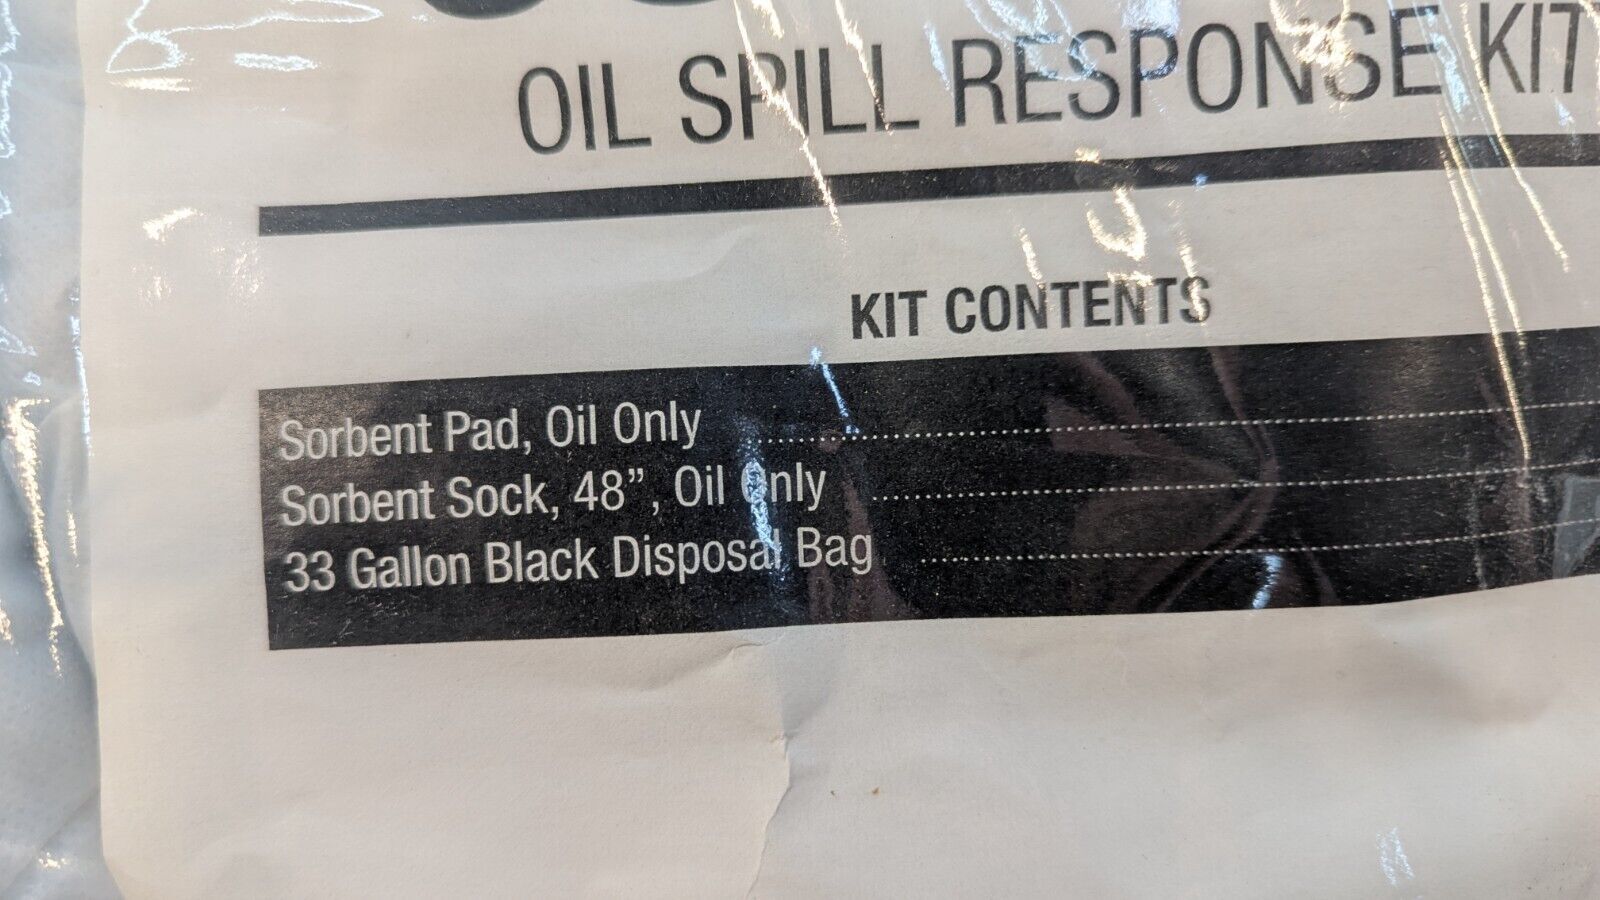 OIL SPILL RESPONSE KIT
KIT CONTENTS
Sorbent Pad, Oil Only
Sorbent Sock, 48”, Oil Only
33 Gallon Black Disposal Bag